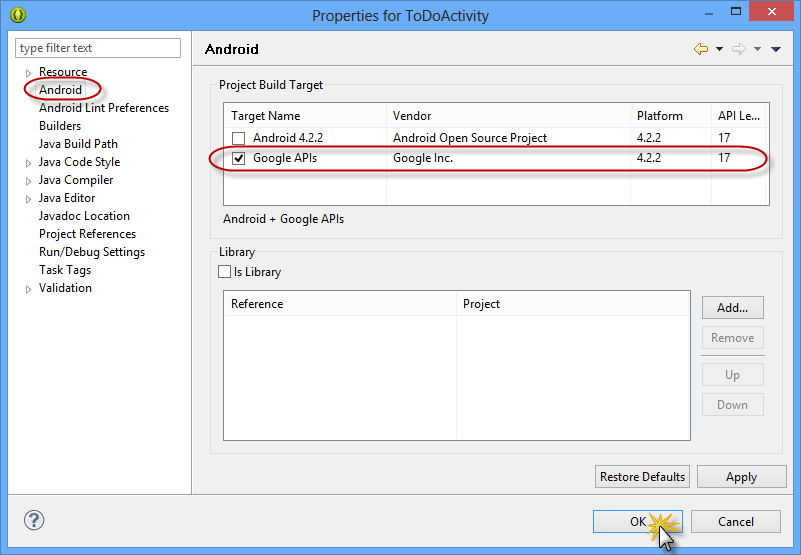 Properties for ToDoActivity
type filter text
Resource
Android
Android Lint Preferences
Builders
Java Build Path
Java Code Style
Java Compiler
Java Editor
Javadoc Location
Project References
Run/Debug Settings
Task Tags
Validation
Android
Project Build Target
Target Name Vendor Platform API Le...
Android 4.2.2 Android Open Source Project 4.2.2 17
Google APIs Google Inc. 4.2.2 17
Android + Google APIs
Library
Is Library
Reference Project
Add...
Remove
Up
Down
Restore Defaults Apply
? OK Cancel